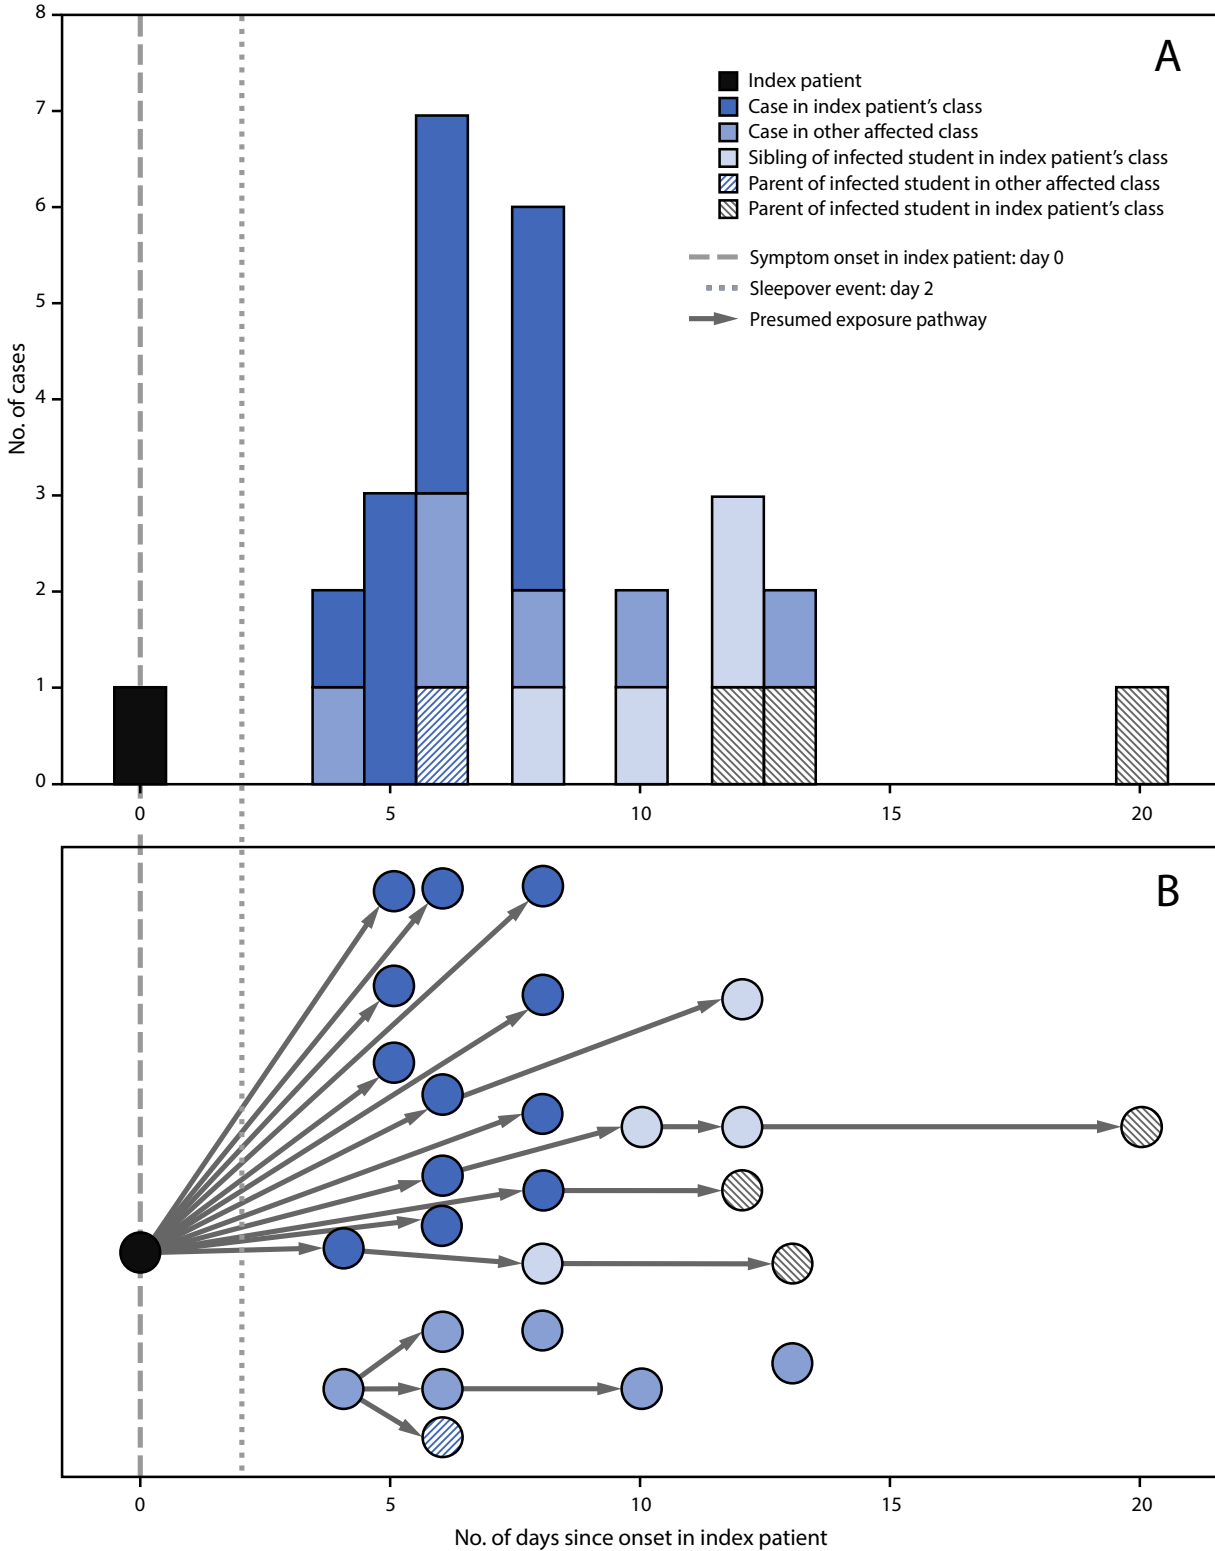 8
A
Index patient
Case in index patient's class
Case in other affected class
Sibling of infected student in index patient's class
Parent of infected student in other affected class
Parent of infected student in index patient's class
Symptom onset in index patient: day 0
Sleepover event: day 2
Presumed exposure pathway
7
6
5
4
3
2
1
0
No. of cases
0 5 10 15 20
B
0 5 10 15 20
No. of days since onset in index patient